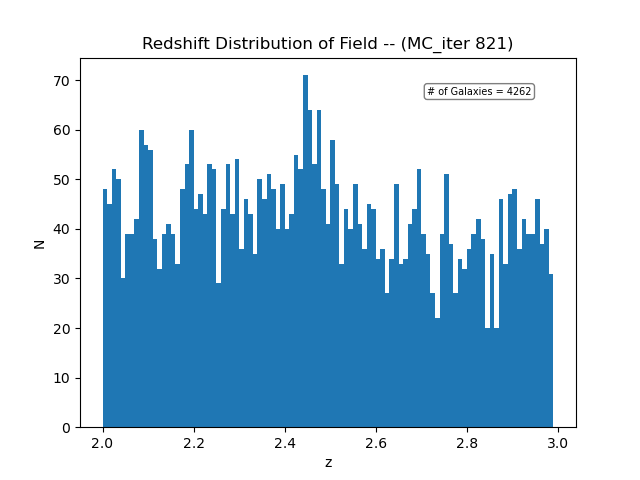 Redshift Distribution of Field -- (MC_iter 821)
# of Galaxies = 4262
70
60
50
40
30
20
10
0
N
2.0 2.2 2.4 2.6 2.8 3.0
z